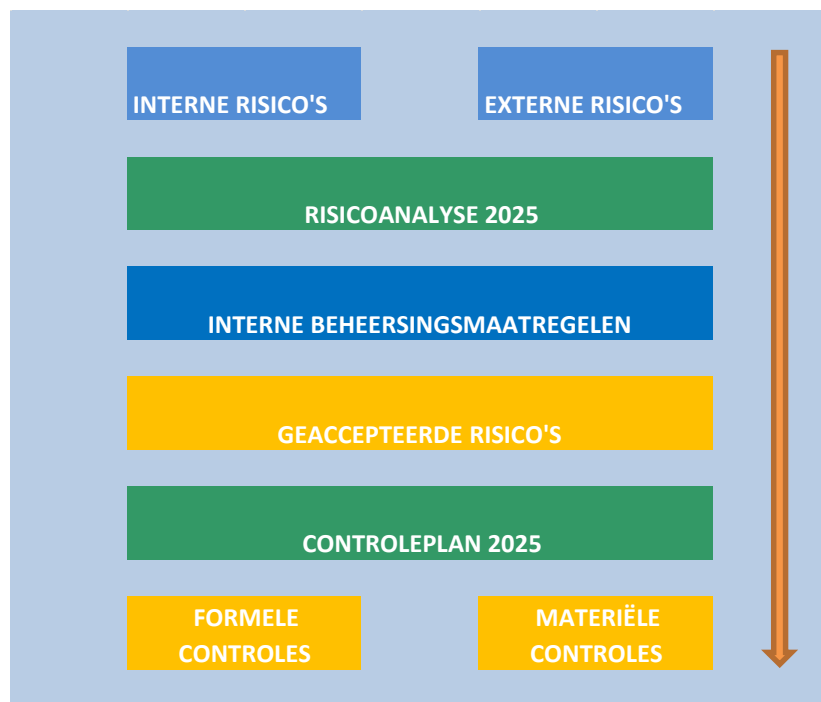 INTERNE RISICO'S
EXTERNE RISICO'S
RISICOANALYSE 2025
INTERNE BEHEERSINGSMAATREGELEN
GEACCEPTEERDE RISICO'S
CONTROLEPLAN 2025
FORMELE
CONTROLES
MATERIËLE
CONTROLES